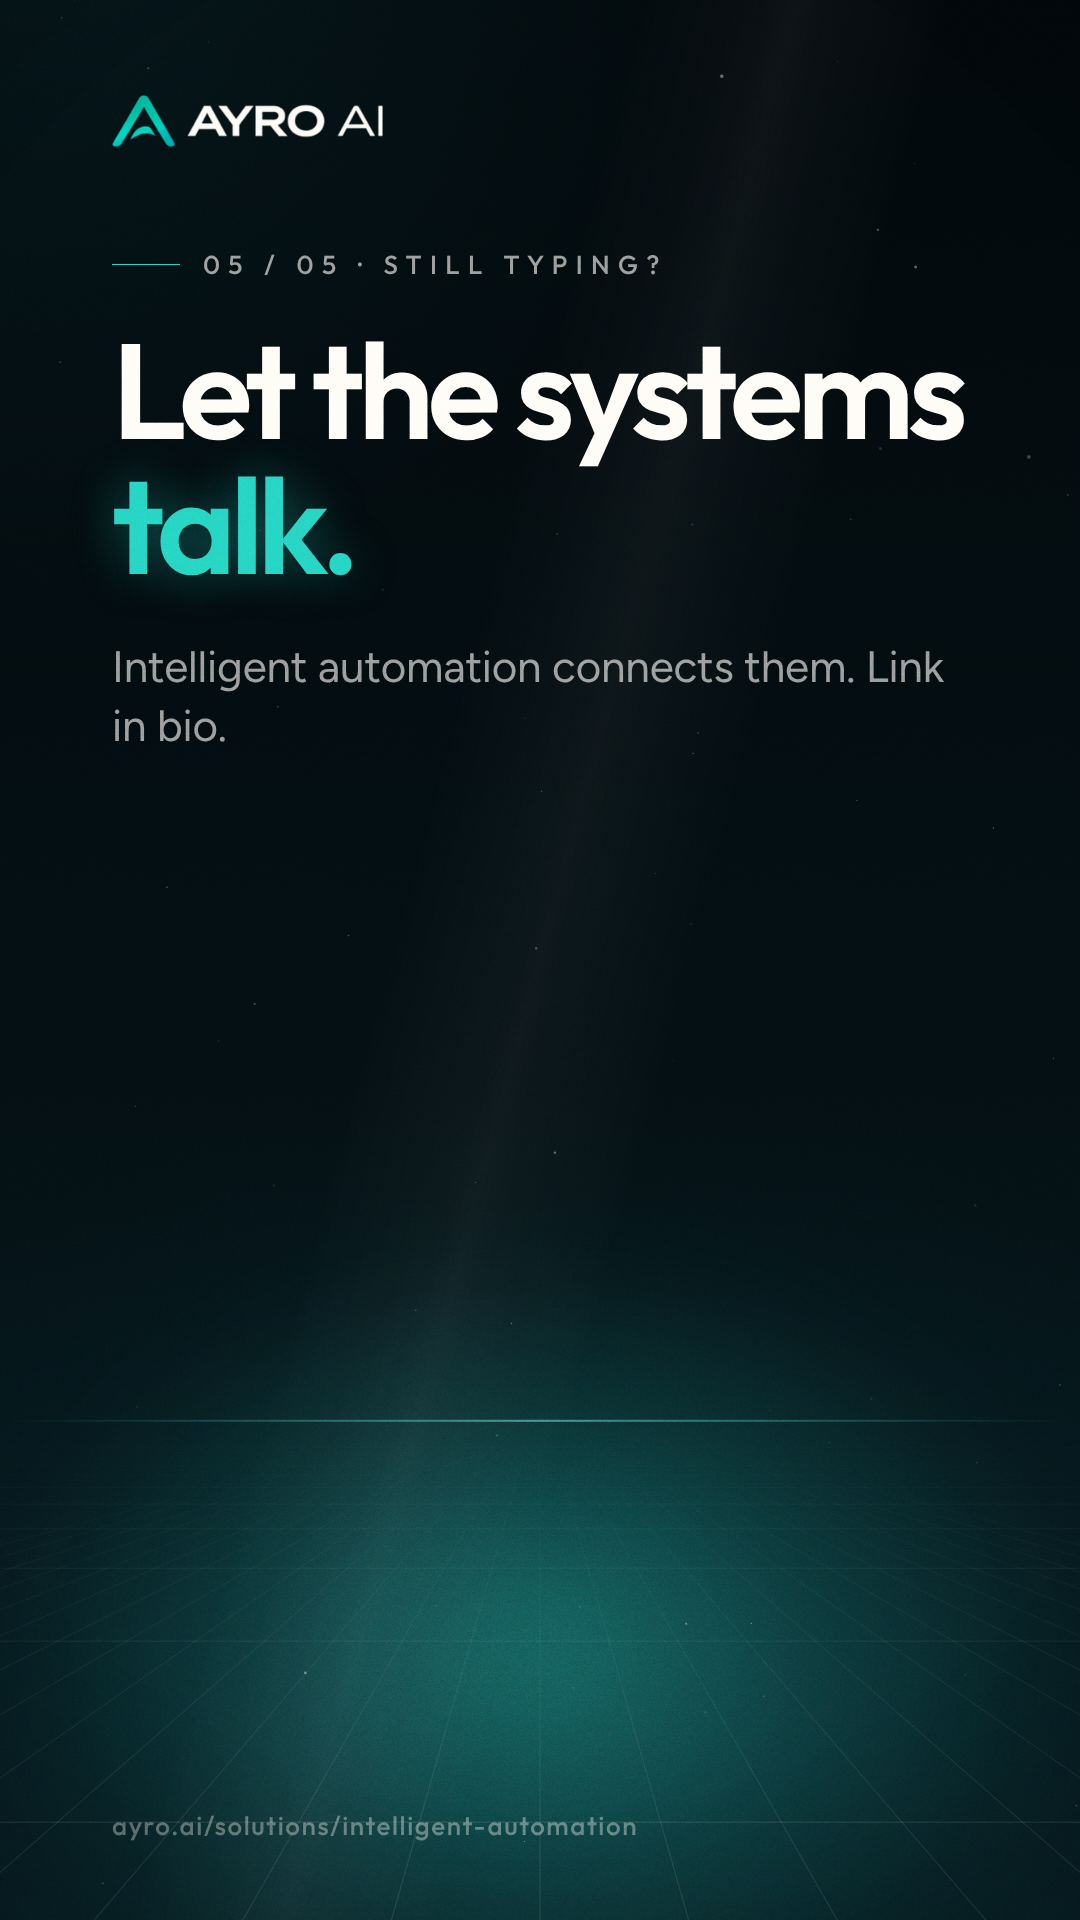 AYRO AI
05 / 05 · STILL TYPING?
Let the systems
talk.
Intelligent automation connects them. Link
in bio.
ayro.ai/solutions/intelligent-automation